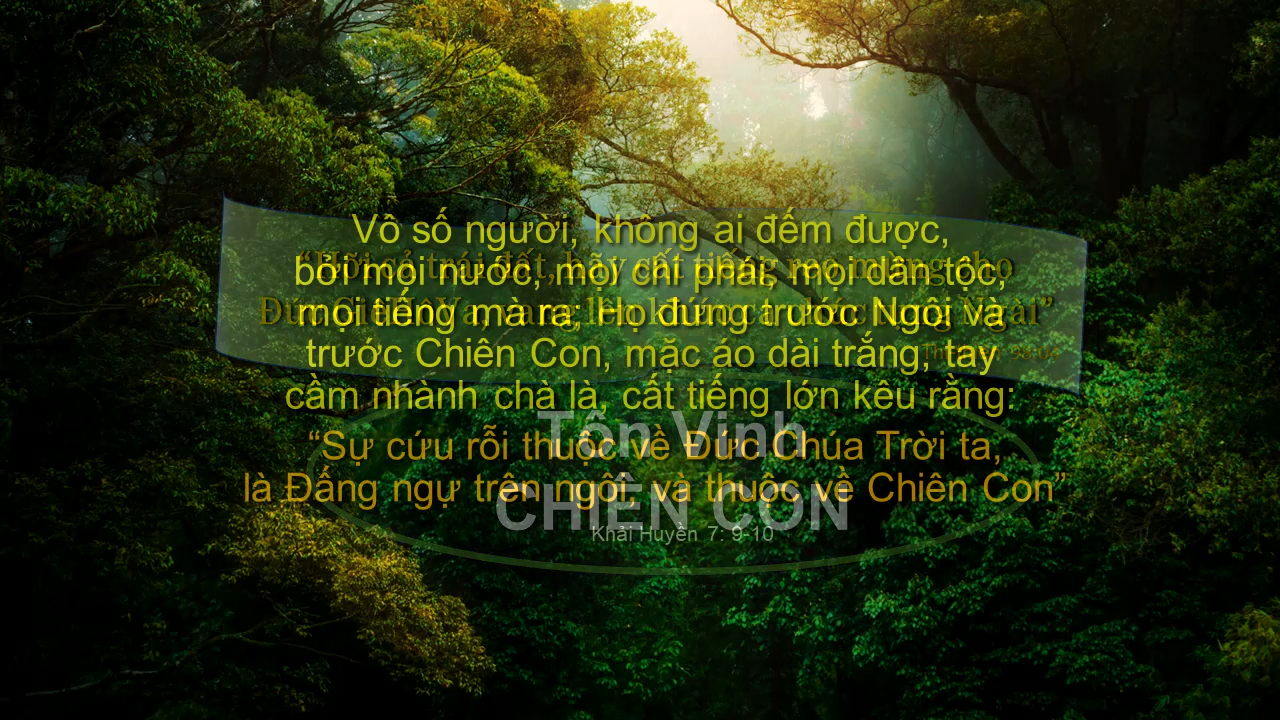 Vô số người, không ai đếm được,
bởi mọi nước, mọi chi phái, mọi dân tộc,
mọi tiếng mà ra; Họ đứng trước Ngôi và
trước Chiên Con, mặc áo dài trắng, tay
cầm nhành chà là, cất tiếng lớn kêu rằng:
Tôn Vinh
“Sự cứu rỗi thuộc về Đức Chúa Trời ta,
là Đấng ngự trên ngôi, và thuộc về Chiên Con”
CHIÊN CON
Khải Huyền 7: 9-10